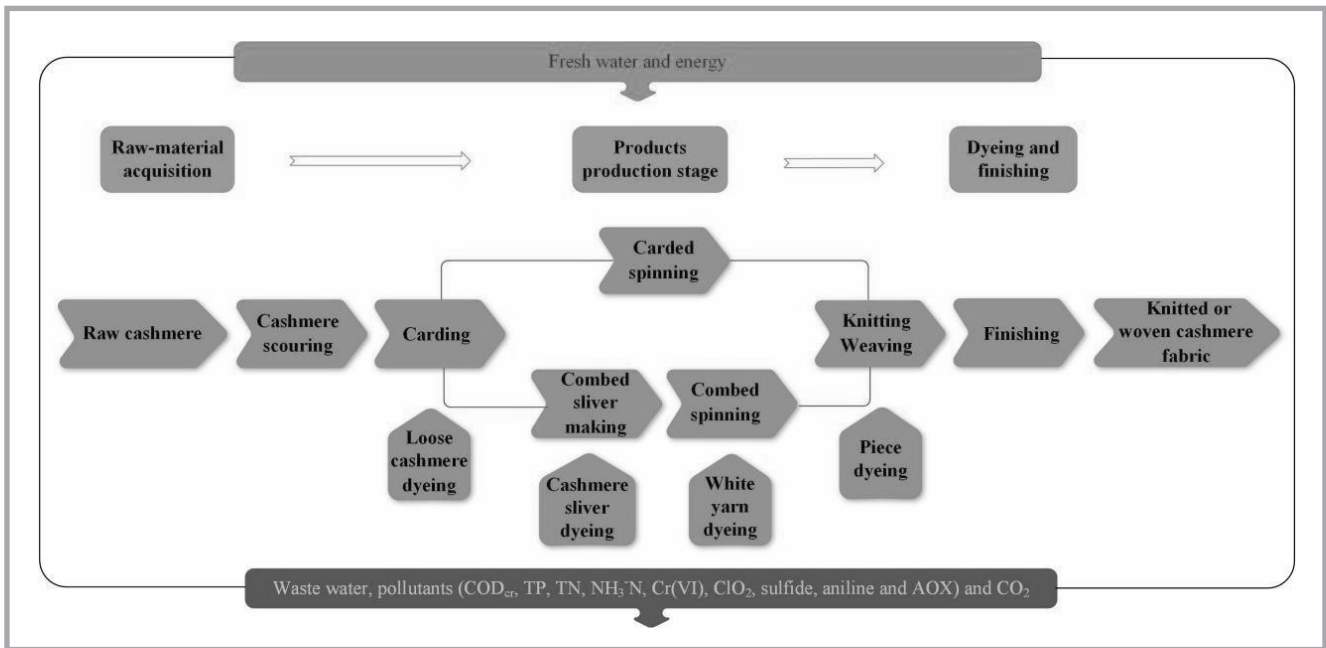 Fresh water and energy
Raw-material
acquisition
Products
production stage
Dyeing and
finishing
Carded
spinning
Raw cashmere
Cashmere
scouring
Carding
Knitting
Weaving
Finishing
Knitted or
woven cashmere
fabric
Combed
sliver
making
Combed
spinning
Loose
cashmere
dyeing
Cashmere
sliver
dyeing
White
yarn
dyeing
Piece
dyeing
Waste water, pollutants (COD_cr, TP, TN, NH₃⁻N, Cr(VI), ClO₂, sulfide, aniline and AOX) and CO₂